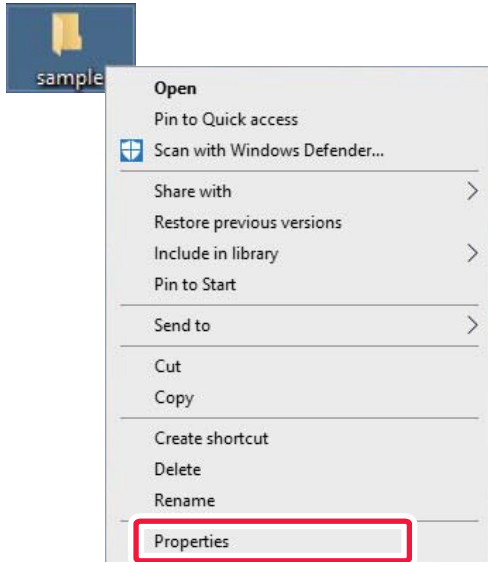 sample
Open
Pin to Quick access
Scan with Windows Defender...
Share with
Restore previous versions
Include in library
Pin to Start
Send to
Cut
Copy
Create shortcut
Delete
Rename
Properties